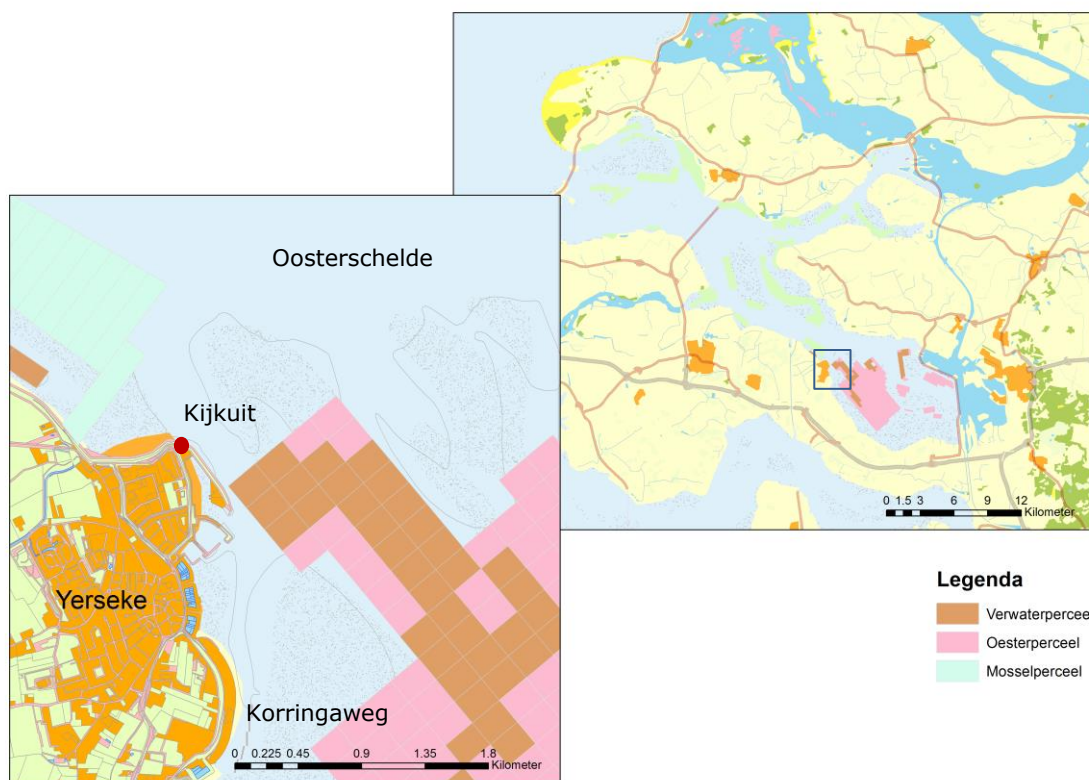 Oosterschelde
Kijkuit
Yerseke
Korringaweg
0 0.225 0.45 0.9 1.35 1.8
Kilometer
0 1.5 3 6 9 12
Kilometer
Legenda
Verwaterperceel
Oesterperceel
Mosselperceel